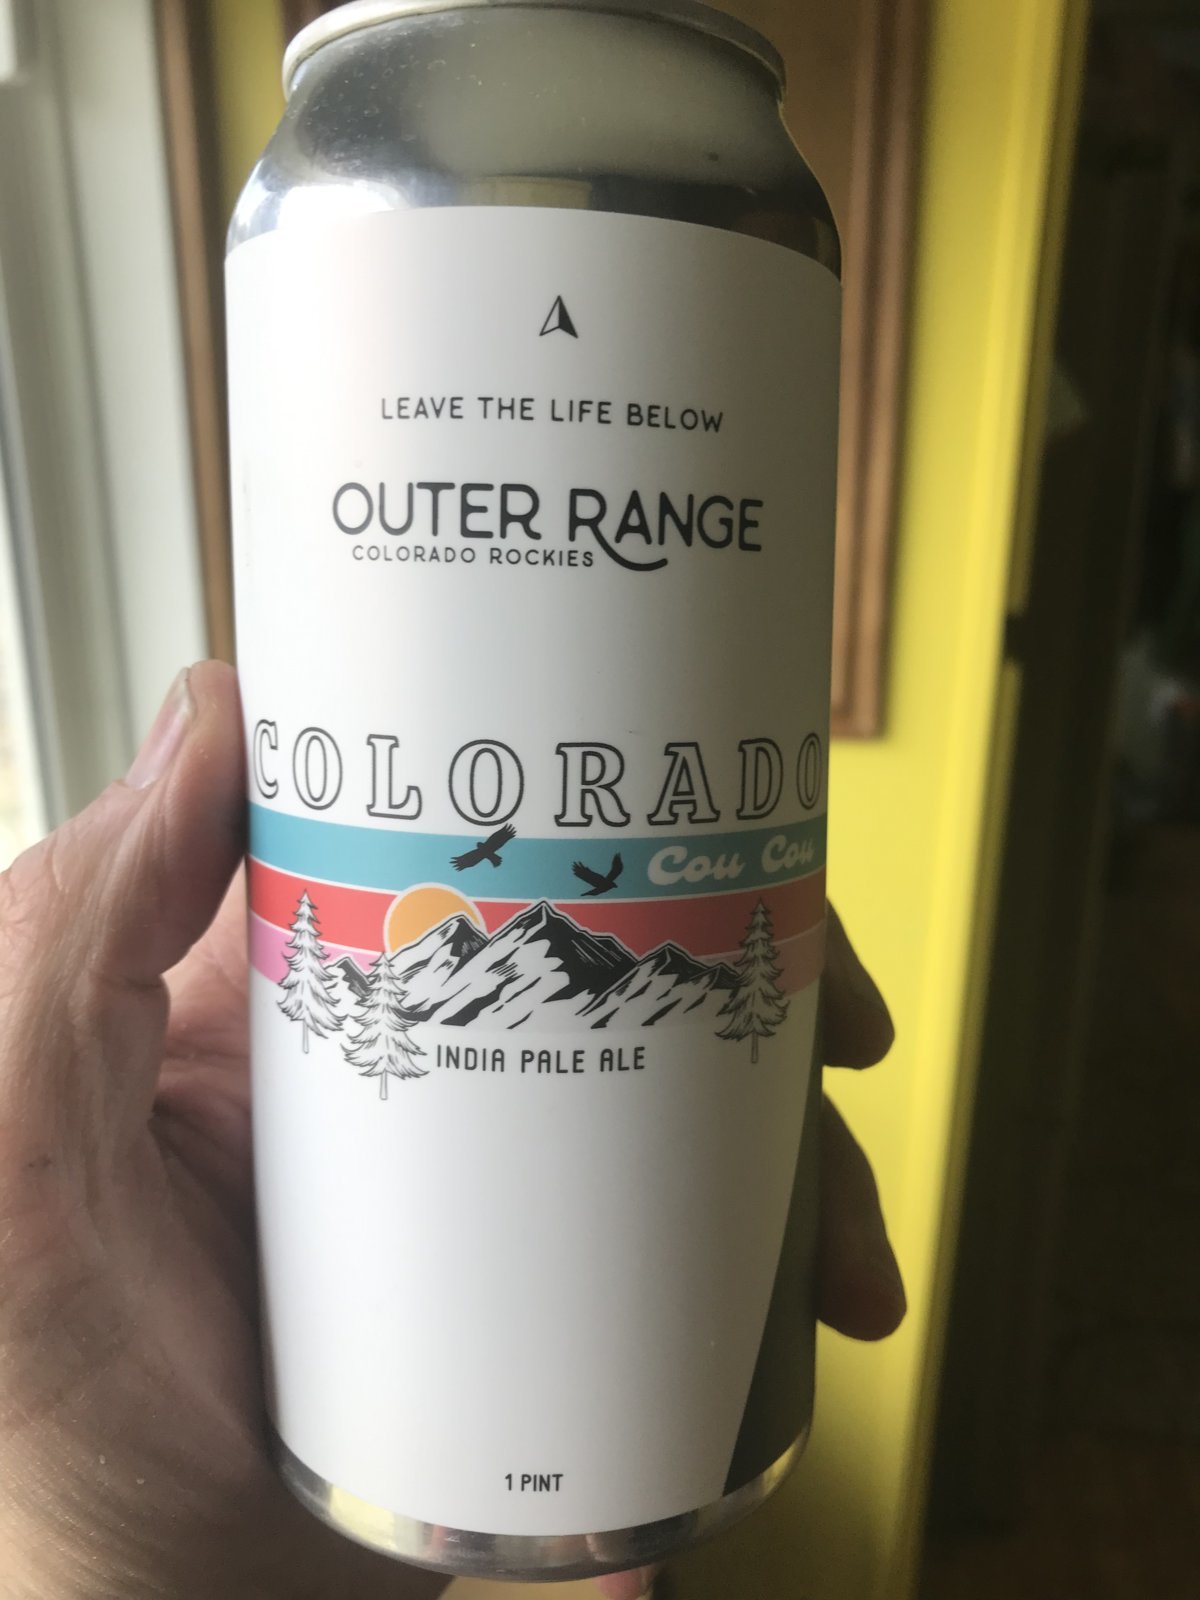 LEAVE THE LIFE BELOW
OUTER RANGE
COLORADO ROCKIES
COLORADO
Cou Cou
INDIA PALE ALE
1 PINT